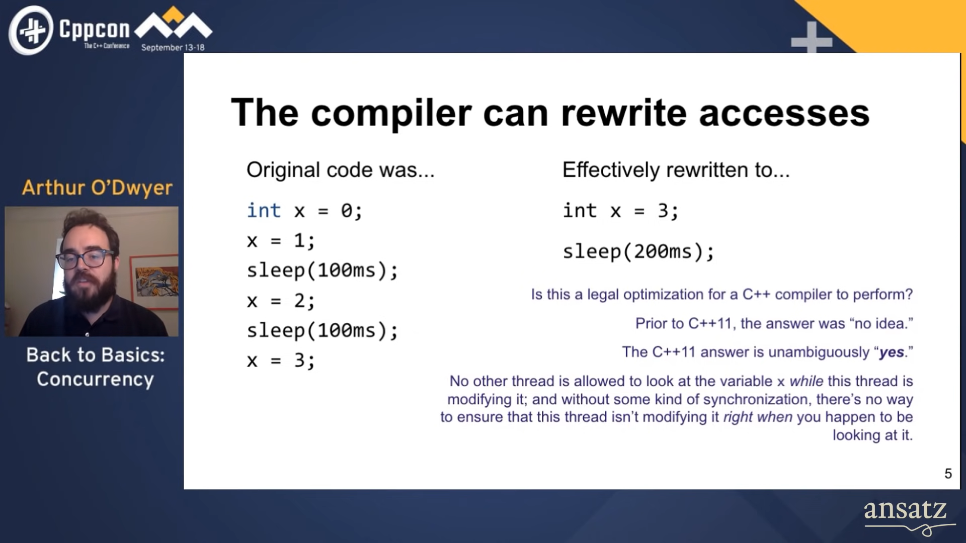 Cppcon
The C++ Conference
September 13-18
Arthur O'Dwyer
Back to Basics:
Concurrency
The compiler can rewrite accesses
Original code was...
int x = 0;
x = 1;
sleep(100ms);
x = 2;
sleep(100ms);
x = 3;
Effectively rewritten to...
int x = 3;
sleep(200ms);
Is this a legal optimization for a C++ compiler to perform?
Prior to C++11, the answer was “no idea.”
The C++11 answer is unambiguously “yes.”
No other thread is allowed to look at the variable x while this thread is
modifying it; and without some kind of synchronization, there’s no way
to ensure that this thread isn’t modifying it right when you happen to be
looking at it.
5
ansatz